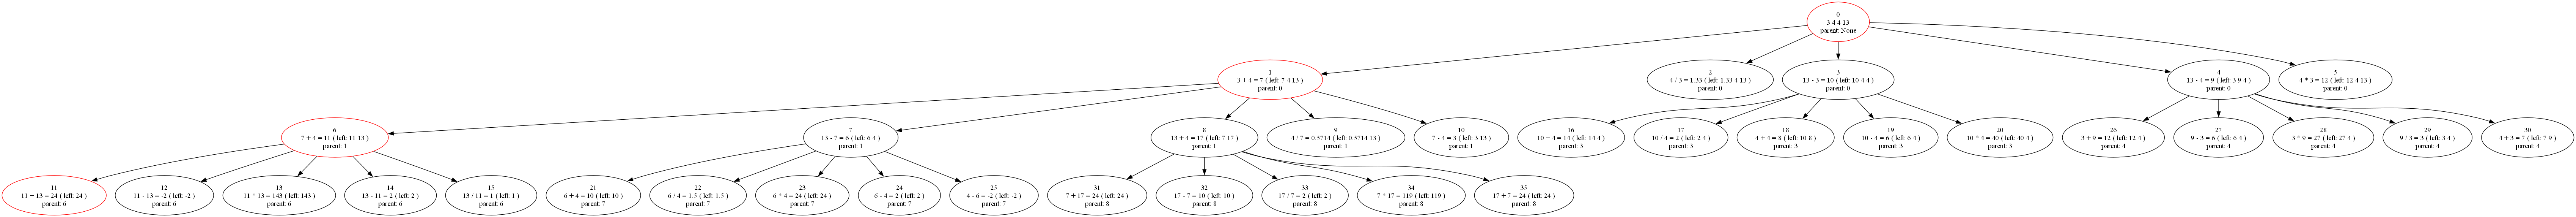 0
3 4 4 13
parent: None
1
3 + 4 = 7 ( left: 7 4 13 )
parent: 0
2
4 / 3 = 1.33 ( left: 1.33 4 13 )
parent: 0
3
13 - 3 = 10 ( left: 10 4 4 )
parent: 0
4
13 - 4 = 9 ( left: 3 9 4 )
parent: 0
5
4 * 3 = 12 ( left: 12 4 13 )
parent: 0
6
7 + 4 = 11 ( left: 11 13 )
parent: 1
7
13 - 7 = 6 ( left: 6 4 )
parent: 1
8
13 + 4 = 17 ( left: 7 17 )
parent: 1
9
4 / 7 = 0.5714 ( left: 0.5714 13 )
parent: 1
10
7 - 4 = 3 ( left: 3 13 )
parent: 1
16
10 + 4 = 14 ( left: 14 4 )
parent: 3
17
10 / 4 = 2 ( left: 2 4 )
parent: 3
18
4 + 4 = 8 ( left: 10 8 )
parent: 3
19
10 - 4 = 6 ( left: 6 4 )
parent: 3
20
10 * 4 = 40 ( left: 40 4 )
parent: 3
26
3 + 9 = 12 ( left: 12 4 )
parent: 4
27
9 - 3 = 6 ( left: 6 4 )
parent: 4
28
3 * 9 = 27 ( left: 27 4 )
parent: 4
29
9 / 3 = 3 ( left: 3 4 )
parent: 4
30
4 + 3 = 7 ( left: 7 9 )
parent: 4
11
11 + 13 = 24 ( left: 24 )
parent: 6
12
11 - 13 = -2 ( left: -2 )
parent: 6
13
11 * 13 = 143 ( left: 143 )
parent: 6
14
13 - 11 = 2 ( left: 2 )
parent: 6
15
13 / 11 = 1 ( left: 1 )
parent: 6
21
6 + 4 = 10 ( left: 10 )
parent: 7
22
6 / 4 = 1.5 ( left: 1.5 )
parent: 7
23
6 * 4 = 24 ( left: 24 )
parent: 7
24
6 - 4 = 2 ( left: 2 )
parent: 7
25
4 - 6 = -2 ( left: -2 )
parent: 7
31
7 + 17 = 24 ( left: 24 )
parent: 8
32
17 - 7 = 10 ( left: 10 )
parent: 8
33
17 / 7 = 2 ( left: 2 )
parent: 8
34
7 * 17 = 119 ( left: 119 )
parent: 8
35
17 + 7 = 24 ( left: 24 )
parent: 8